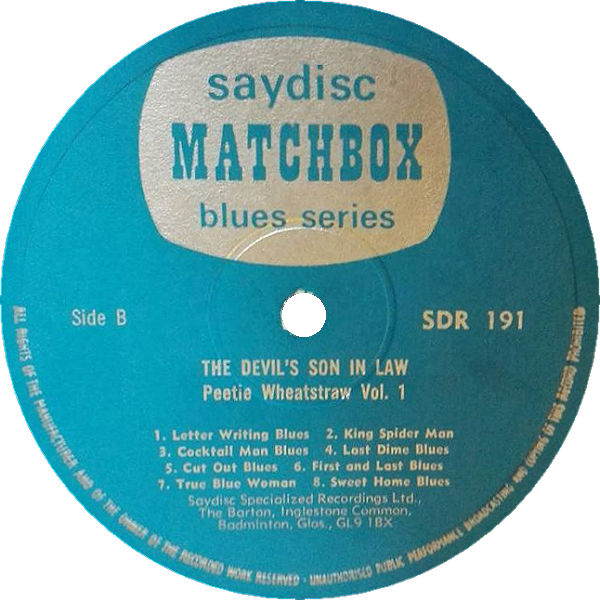 saydisc
MATCHBOX
blues series
Side B
SDR 191
THE DEVIL'S SON IN LAW
Peetie Wheatstraw Vol. 1
1. Letter Writing Blues 2. King Spider Man
3. Cocktail Man Blues 4. Last Dime Blues
5. Cut Out Blues 6. First and Last Blues
7. True Blue Woman 8. Sweet Home Blues
Saydisc Specialized Recordings Ltd.,
The Barton, Inglestone Common,
Badminton, Glos., GL9 1BX
ALL RIGHTS OF THE MANUFACTURER AND OF THE OWNER OF THE RECORDED WORK RESERVED · UNAUTHORISED PUBLIC PERFORMANCE BROADCASTING AND COPYING OF THIS RECORD PROHIBITED